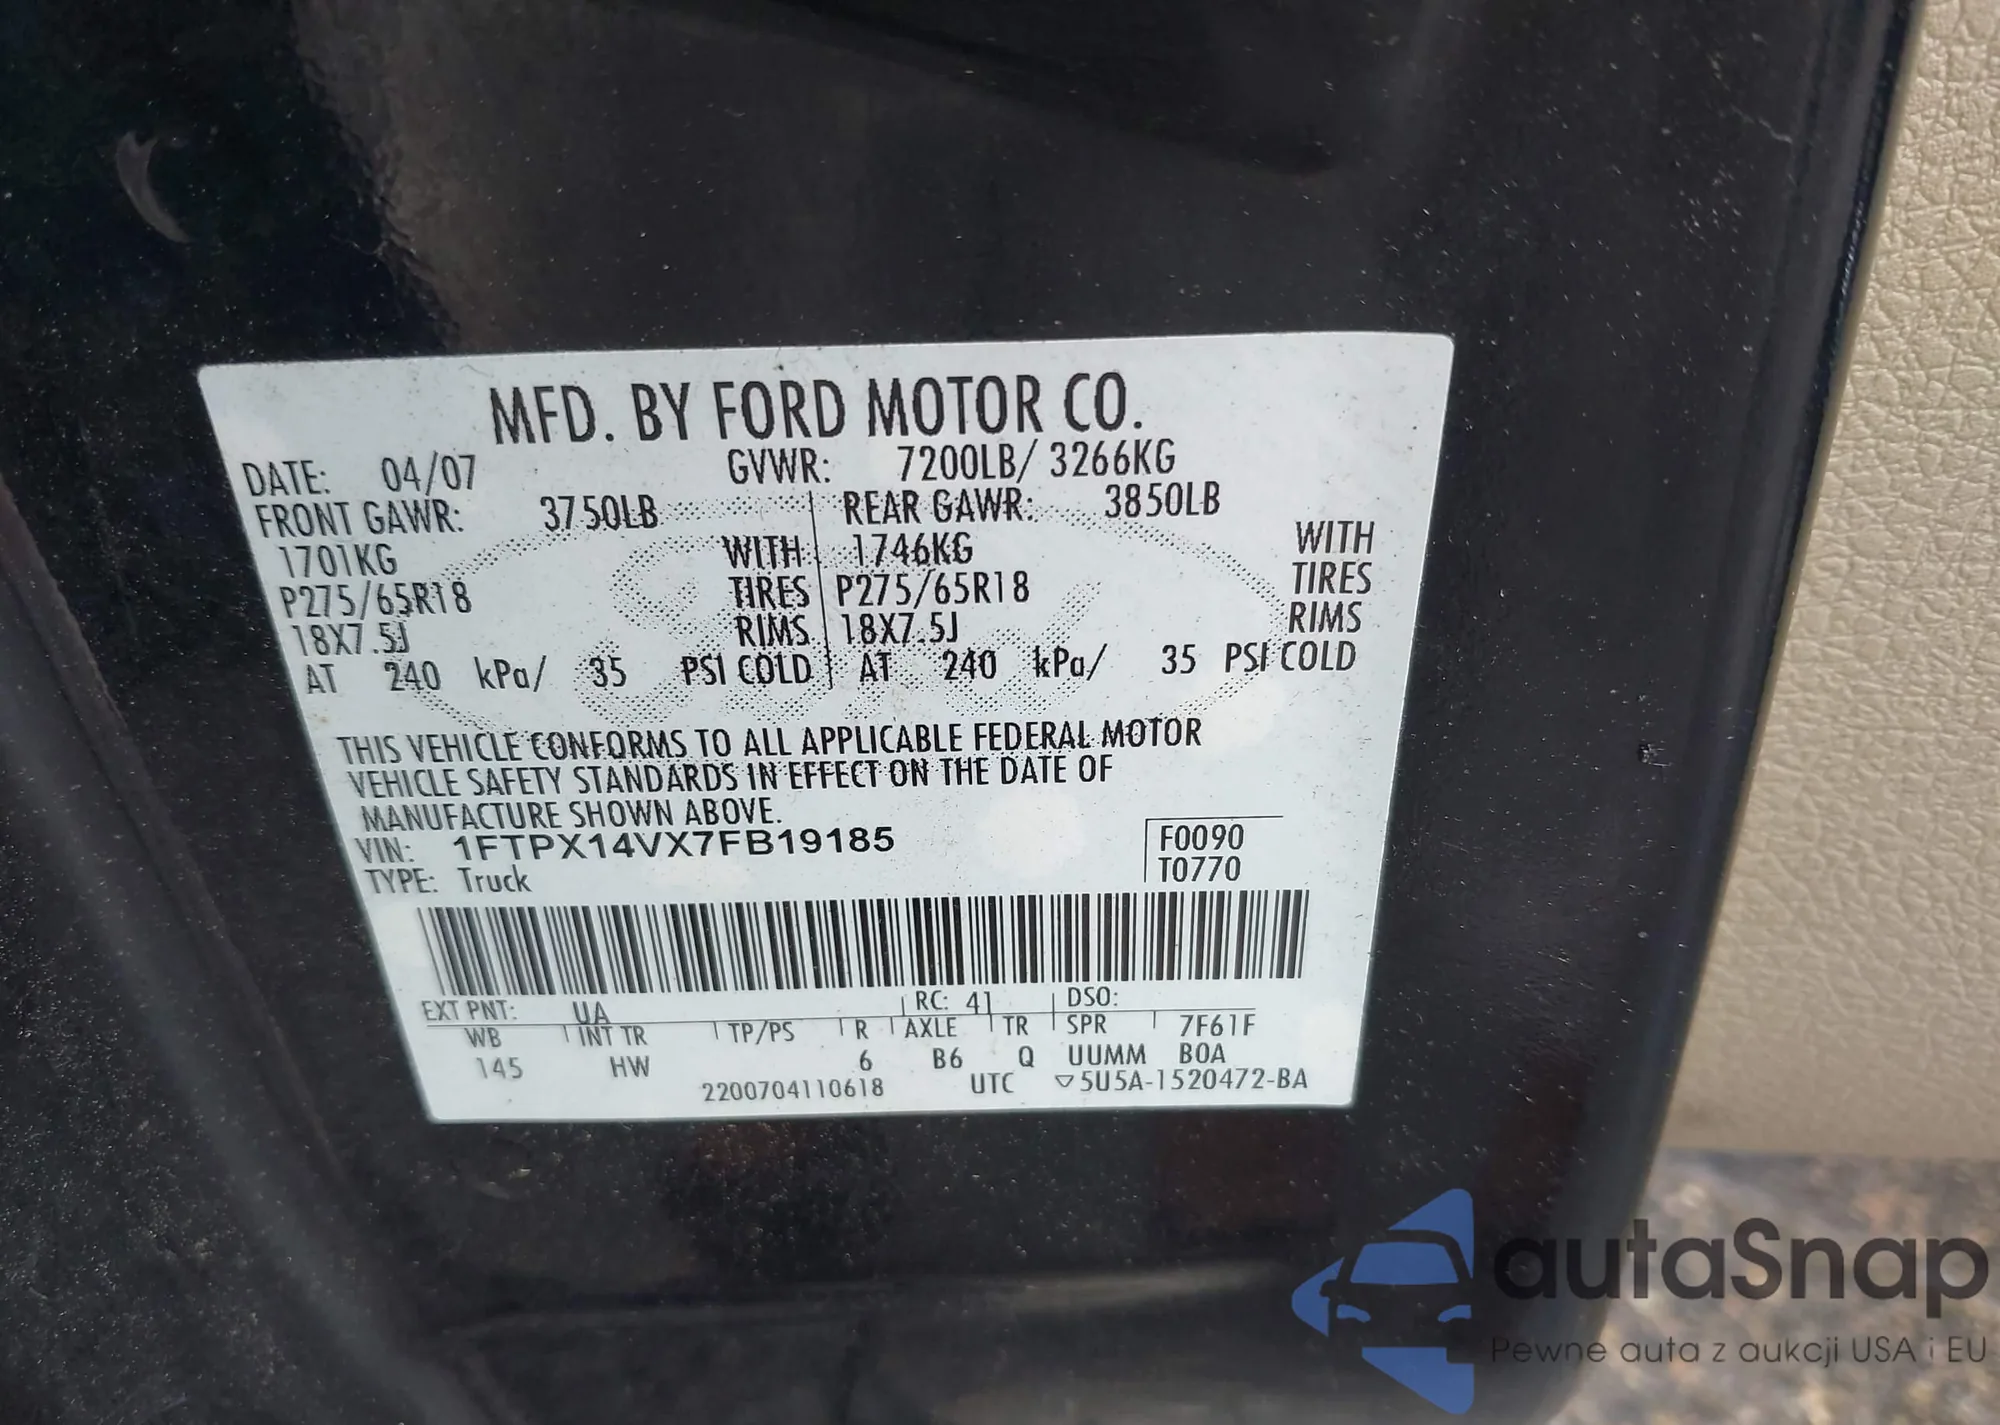 MFD. BY FORD MOTOR CO.
DATE: 04/07 GVWR: 7200LB/ 3266KG
FRONT GAWR: 3750LB REAR GAWR: 3850LB
1701KG WITH 1746KG WITH
P275/65R18 TIRES P275/65R18 TIRES
18X7.5J RIMS 18X7.5J RIMS
AT 240 kPa/ 35 PSI COLD AT 240 kPa/ 35 PSI COLD
THIS VEHICLE CONFORMS TO ALL APPLICABLE FEDERAL MOTOR
VEHICLE SAFETY STANDARDS IN EFFECT ON THE DATE OF
MANUFACTURE SHOWN ABOVE.
VIN: 1FTPX14VX7FB19185 F0090
TYPE: Truck T0770
EXT PNT: UA RC: 41 DSO:
WB INT TR TP/PS R AXLE TR SPR 7F61F
145 HW 6 B6 Q UUMM BOA
2200704110618 UTC ▽5U5A-1520472-BA
autaSnap
Pewne auta z aukcji USA i EU